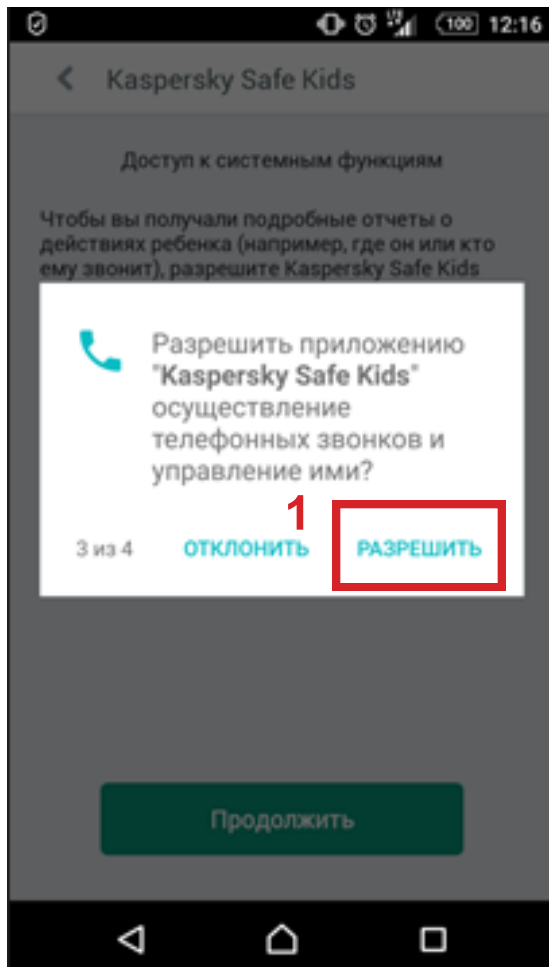 100 12:16
Kaspersky Safe Kids
Доступ к системным функциям
Чтобы вы получали подробные отчеты о
действиях ребенка (например, где он или кто
ему звонит), разрешите Kaspersky Safe Kids
Разрешить приложению
"Kaspersky Safe Kids"
осуществление
телефонных звонков и
управление ими?
1
3 из 4 ОТКЛОНИТЬ РАЗРЕШИТЬ
Продолжить